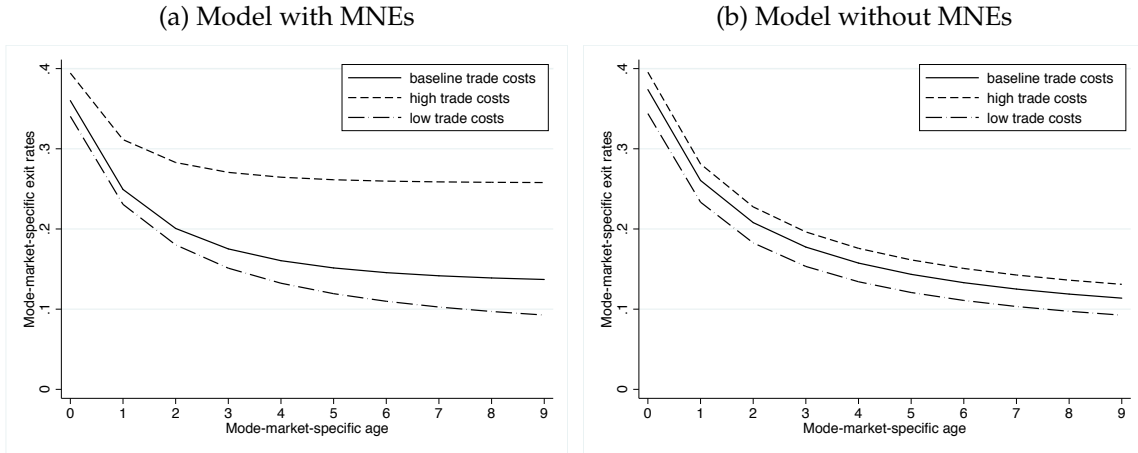 (a) Model with MNEs
(b) Model without MNEs
Mode-market-specific exit rates
.4
.3
.2
.1
0
baseline trade costs
high trade costs
low trade costs
0 1 2 3 4 5 6 7 8 9
Mode-market-specific age
Mode-market-specific exit rates
.4
.3
.2
.1
0
baseline trade costs
high trade costs
low trade costs
0 1 2 3 4 5 6 7 8 9
Mode-market-specific age